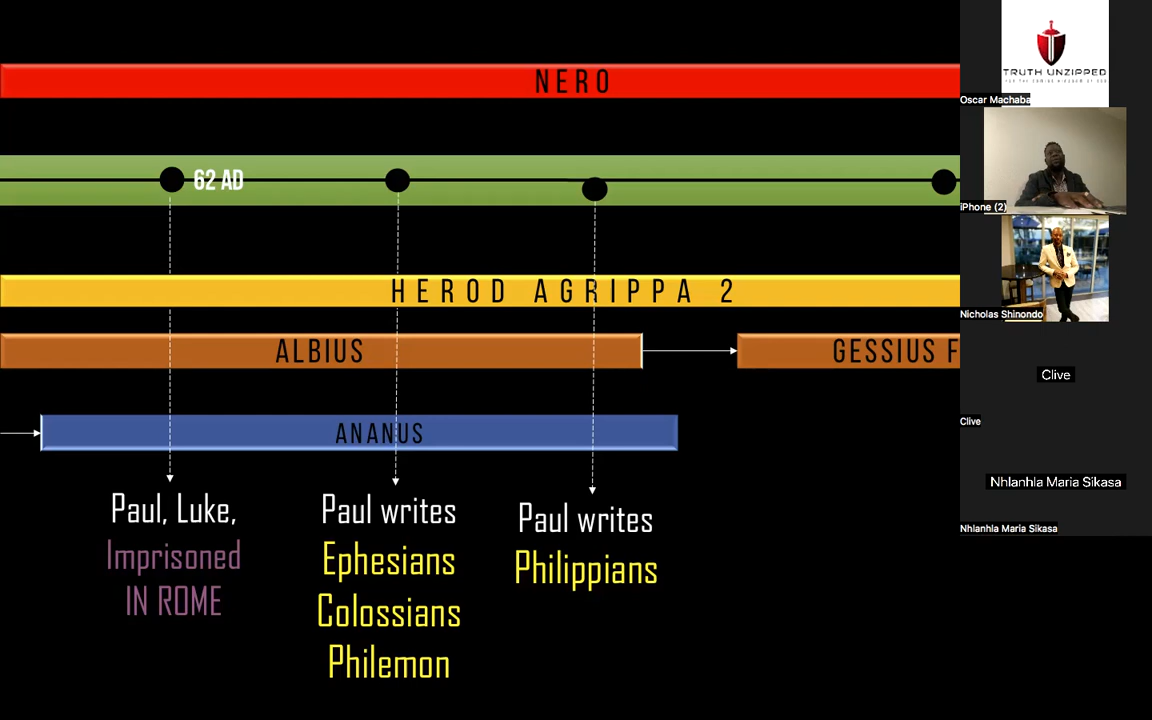 NERO
62 AD
HEROD AGRIPPA 2
ALBIUS
GESSIUS F
ANANUS
Paul, Luke,
Imprisoned
IN ROME
Paul writes
Ephesians
Colossians
Philemon
Paul writes
Philippians
TRUTH UNZIPPED
Oscar Machaba
iPhone (2)
Nicholas Shinondo
Clive
Clive
Nhlanhla Maria Sikasa
Nhlanhla Maria Sikasa